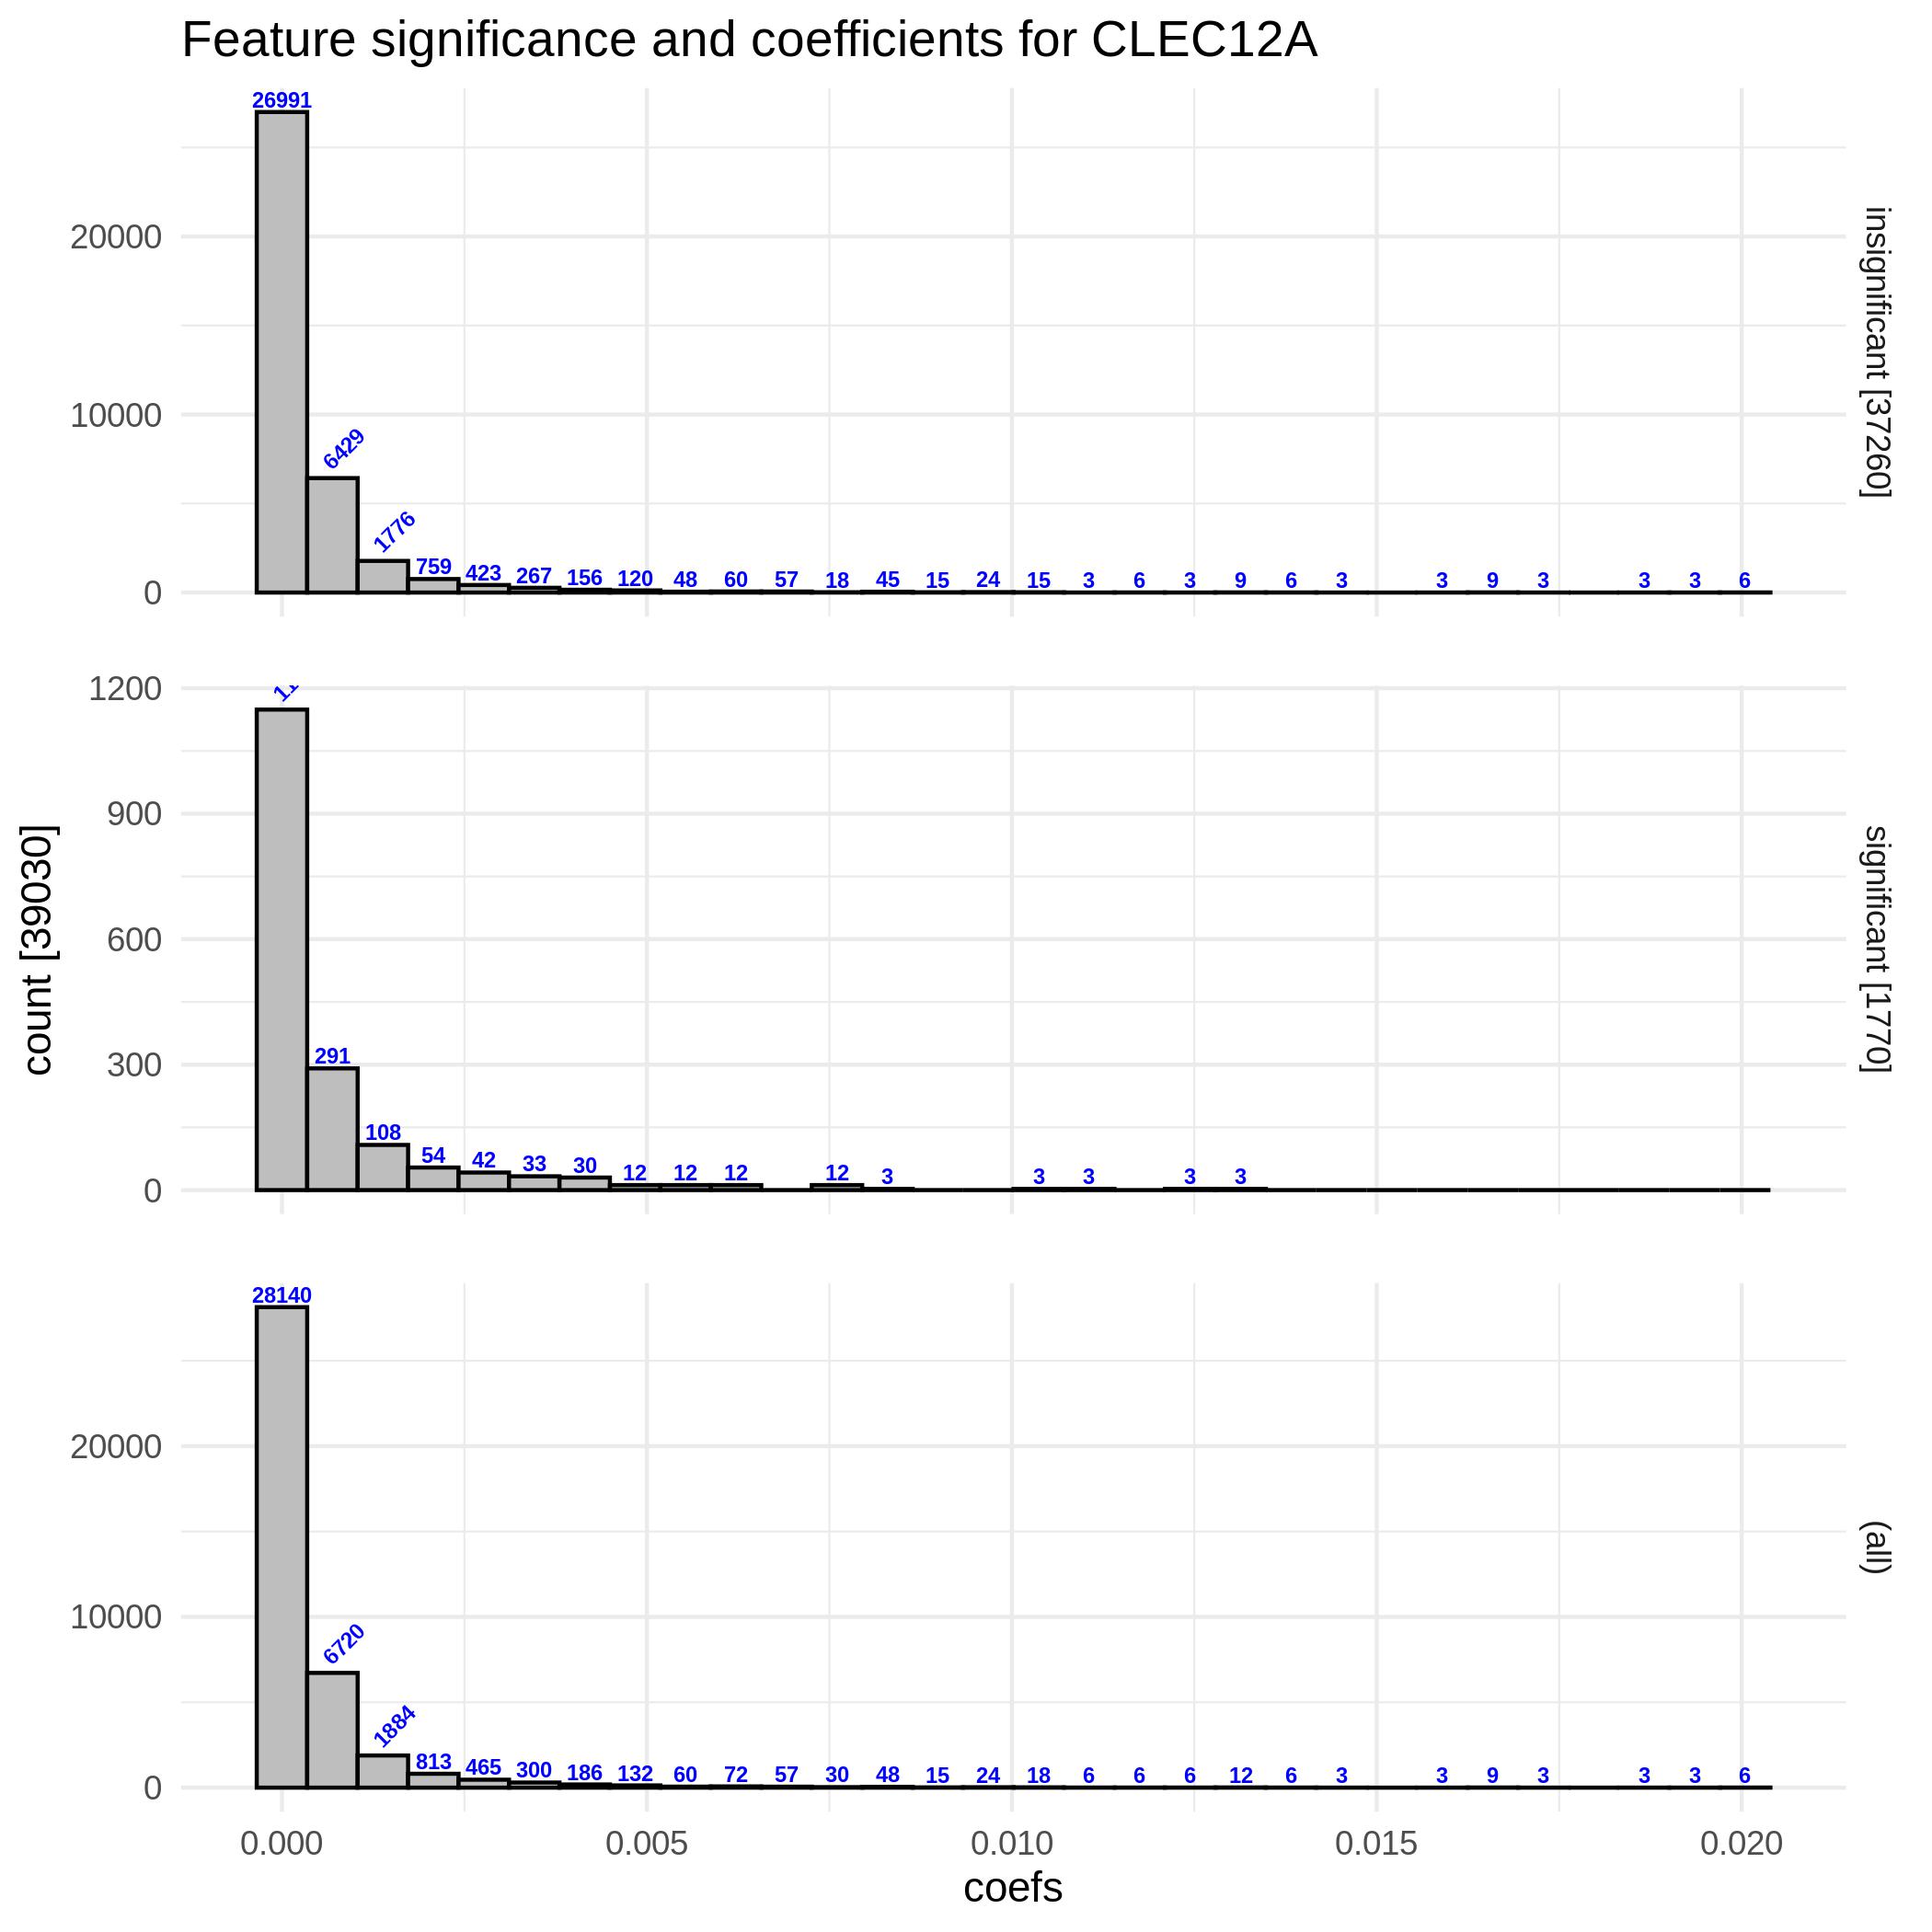 Feature significance and coefficients for CLEC12A
26991
6429
1776
759 423 267 156 120 48 60 57 18 45 15 24 15 3 6 3 9 6 3 3 9 3 3 3 6
20000
10000
0
insignificant [37260]
291
108
54 42 33 30 12 12 12 12 3 3 3 3 3
1200
900
600
300
0
significant [1770]
count [39030]
28140
6720
1884
813 465 300 186 132 60 72 57 30 48 15 24 18 6 6 6 12 6 3 3 9 3 3 3 6
20000
10000
0
(all)
0.000 0.005 0.010 0.015 0.020
coefs